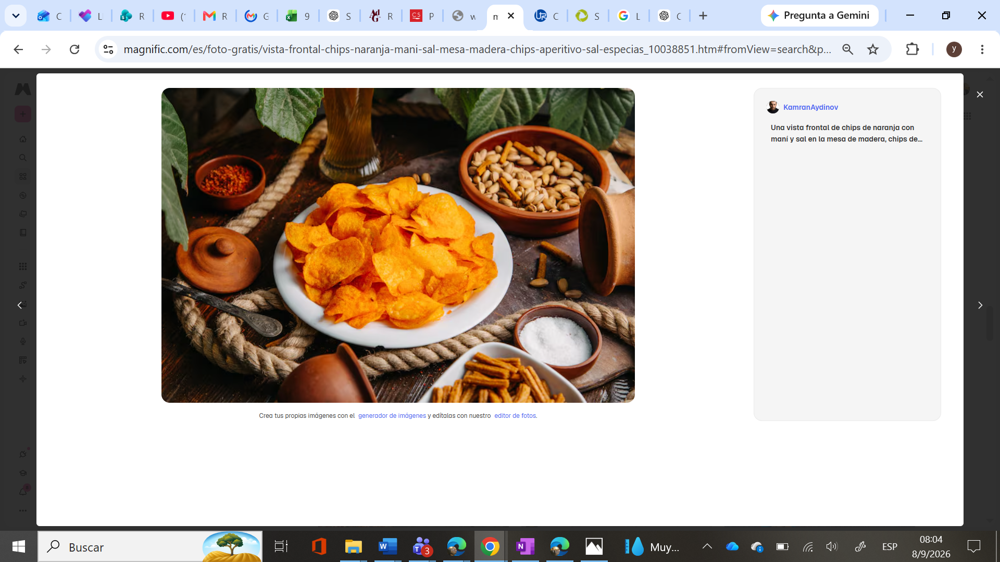 C
L
R
(
R
G
9
S
R
P
w
C
S
L
C
Pregunta a Gemini
magnific.com/es/foto-gratis/vista-frontal-chips-naranja-mani-sal-mesa-madera-chips-aperitivo-sal-especias_10038851.htm#fromView=search&p...
y
KamranAydinov
Una vista frontal de chips de naranja con
maní y sal en la mesa de madera, chips de...
Crea tus propias imágenes con el generador de imágenes y edítalas con nuestro editor de fotos.
Buscar
3
Muy...
ESP
08:04
8/9/2026